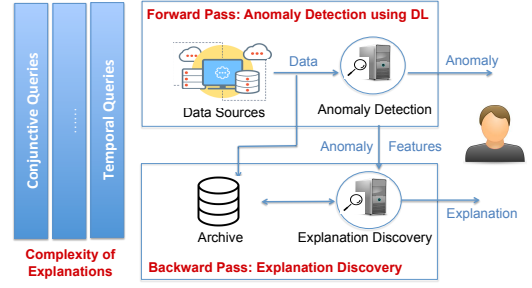 Forward Pass: Anomaly Detection using DL
Conjunctive Queries
......
Temporal Queries
Data
Anomaly
Data Sources
Anomaly Detection
Anomaly
Features
Archive
Explanation Discovery
Explanation
Complexity of
Explanations
Backward Pass: Explanation Discovery